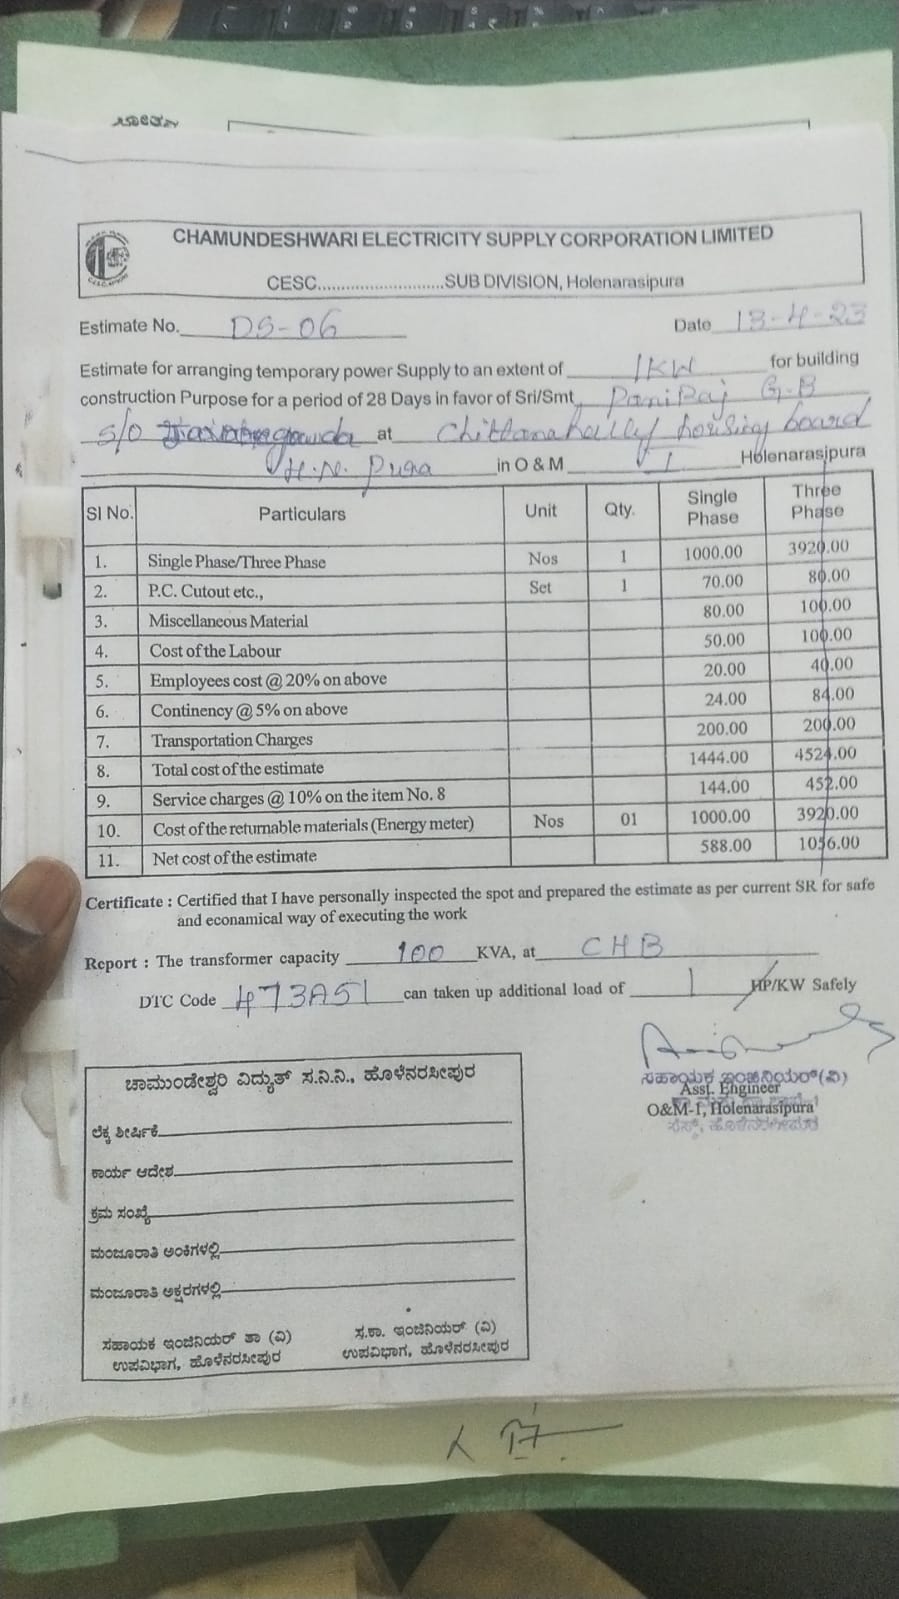 CHAMUNDESHWARI ELECTRICITY SUPPLY CORPORATION LIMITED
CESC...........................SUB DIVISION, Holenarasipura
Estimate No. DS-06 Date 13-4-23
Estimate for arranging temporary power Supply to an extent of 1KW for building
construction Purpose for a period of 28 Days in favor of Sri/Smt. G-B
S/o at housing board
H.N. Pura in O & M 1 Holenarasipura
Sl No. Particulars Unit Qty. Single Phase Three Phase
1. Single Phase/Three Phase Nos 1 1000.00 3920.00
2. P.C. Cutout etc., Set 1 70.00 80.00
3. Miscellaneous Material 80.00 100.00
4. Cost of the Labour 50.00 100.00
5. Employees cost @ 20% on above 20.00 40.00
6. Continency @ 5% on above 24.00 84.00
7. Transportation Charges 200.00 200.00
8. Total cost of the estimate 1444.00 4524.00
9. Service charges @ 10% on the item No. 8 144.00 452.00
10. Cost of the returnable materials (Energy meter) Nos 01 1000.00 3920.00
11. Net cost of the estimate 588.00 1056.00
Certificate : Certified that I have personally inspected the spot and prepared the estimate as per current SR for safe
and econamical way of executing the work
Report : The transformer capacity 100 KVA, at CHB
DTC Code 473A51 can taken up additional load of 1 HP/KW Safely
ಸಹಾಯಕ ಇಂಜಿನಿಯರ್ (ವಿ)
Asst. Engineer
O&M-1, Holenarasipura
ಚಾಮುಂಡೇಶ್ವರಿ ವಿದ್ಯುತ್ ಸ.ನಿ.ನಿ., ಹೊಳೆನರಸೀಪುರ
ಲೆಕ್ಕ ಶೀರ್ಷಿಕೆ
ಕಾರ್ಯ ಆದೇಶ
ಕ್ರಮ ಸಂಖ್ಯೆ
ಮಂಜೂರಾತಿ ಅಂಕಿಗಳಲ್ಲಿ
ಮಂಜೂರಾತಿ ಅಕ್ಷರಗಳಲ್ಲಿ
ಸಹಾಯಕ ಇಂಜಿನಿಯರ್ ತಾ (ವಿ) ಸ.ಕಾ. ಇಂಜಿನಿಯರ್ (ವಿ)
ಉಪವಿಭಾಗ, ಹೊಳೆನರಸೀಪುರ ಉಪವಿಭಾಗ, ಹೊಳೆನರಸೀಪುರ